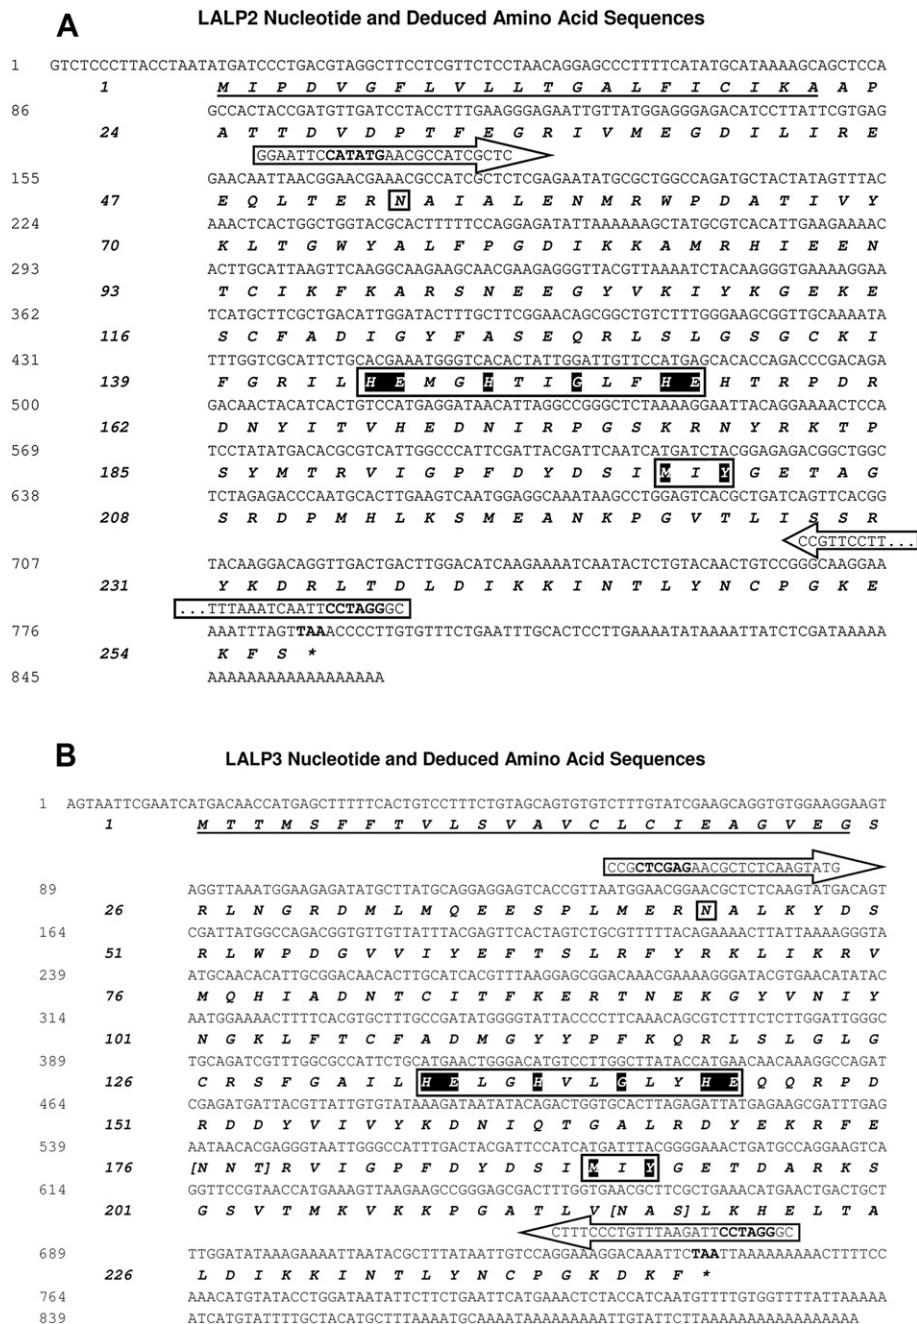 A
LALP2 Nucleotide and Deduced Amino Acid Sequences
1 GTCTCCCTTACCTAATATGATCCCTGACGTAGGCTTCCTCGTTCTCCTAACAGGAGCCCTTTTCATATGCATAAAAGCAGCTCCA
1 M I P D V G F L V L L T G A L F I C I K A A P
86 GCCACTACCGATGTTGATCCTACCTTTGAAGGGAGAATTGTTATGGAGGGAGACATCCTTATTCGTGAG
24 A T T D V D P T F E G R I V M E G D I L I R E
GGAATTCCATATGAACGCCATCGCTC
155 GAACAATTAACGGAACGAAACGCCATCGCTCTCGAGAATATGCGCTGGCCAGATGCTACTATAGTTTAC
47 E Q L T E R N A I A L E N M R W P D A T I V Y
224 AAACTCACTGGCTGGTACGCACTTTTTCCAGGAGATATTAAAAAAGCTATGCGTCACATTGAAGAAAAC
70 K L T G W Y A L F P G D I K K A M R H I E E N
293 ACTTGCATTAAGTTCAAGGCAAGAAGCAACGAAGAGGGTTACGTTAAAATCTACAAGGGTGAAAAGGAA
93 T C I K F K A R S N E E G Y V K I Y K G E K E
362 TCATGCTTCGCTGACATTGGATACTTTGCTTCGGAACAGCGGCTGTCTTTGGGAAGCGGTTGCAAAATA
116 S C F A D I G Y F A S E Q R L S L G S G C K I
431 TTTGGTCGCATTCTGCACGAAATGGGTCACACTATTGGATTGTTCCATGAGCACACCAGACCCGACAGA
139 F G R I L H E M G H T I G L F H E H T R P D R
500 GACAACTACATCACTGTCCATGAGGATAACATTAGGCCGGGCTCTAAAAGGAATTACAGGAAAACTCCA
162 D N Y I T V H E D N I R P G S K R N Y R K T P
569 TCCTATATGACACGCGTCATTGGCCCATTCGATTACGATTCAATCATGATCTACGGAGAGACGGCTGGC
185 S Y M T R V I G P F D Y D S I M I Y G E T A G
638 TCTAGAGACCCAATGCACTTGAAGTCAATGGAGGCAAATAAGCCTGGAGTCACGCTGATCAGTTCACGG
208 S R D P M H L K S M E A N K P G V T L I S S R
CCGTTCCTT...
707 TACAAGGACAGGTTGACTGACTTGGACATCAAGAAAATCAATACTCTGTACAACTGTCCGGGCAAGGAA
231 Y K D R L T D L D I K K I N T L Y N C P G K E
...TTTAAATCAATTCCTAGGGC
776 AAATTTAGTTAAACCCCTTGTGTTTCTGAATTTGCACTCCTTGAAAATATAAAATTATCTCGATAAAAA
254 K F S *
845 AAAAAAAAAAAAAAAAAA
B
LALP3 Nucleotide and Deduced Amino Acid Sequences
1 AGTAATTCGAATCATGACAACCATGAGCTTTTTCACTGTCCTTTCTGTAGCAGTGTGTCTTTGTATCGAAGCAGGTGTGGAAGGAAGT
1 M T T M S F F T V L S V A V C L C I E A G V E G S
CCGCTCGAGAACGCTCTCAAGTATG
89 AGGTTAAATGGAAGAGATATGCTTATGCAGGAGGAGTCACCGTTAATGGAACGGAACGCTCTCAAGTATGACAGT
26 R L N G R D M L M Q E E S P L M E R N A L K Y D S
164 CGATTATGGCCAGACGGTGTTGTTATTTACGAGTTCACTAGTCTGCGTTTTTACAGAAAACTTATTAAAAGGGTA
51 R L W P D G V V I Y E F T S L R F Y R K L I K R V
239 ATGCAACACATTGCGGACAACACTTGCATCACGTTTAAGGAGCGGACAAACGAAAAGGGATACGTGAACATATAC
76 M Q H I A D N T C I T F K E R T N E K G Y V N I Y
314 AATGGAAAACTTTTCACGTGCTTTGCCGATATGGGGTATTACCCCTTCAAACAGCGTCTTTCTCTTGGATTGGGC
101 N G K L F T C F A D M G Y Y P F K Q R L S L G L G
389 TGCAGATCGTTTGGCGCCATTCTGCATGAACTGGGACATGTCCTTGGCTTATACCATGAACAACAAAGGCCAGAT
126 C R S F G A I L H E L G H V L G L Y H E Q Q R P D
464 CGAGATGATTACGTTATTGTGTATAAAGATAATATACAGACTGGTGCACTTAGAGATTATGAGAAGCGATTTGAG
151 R D D Y V I V Y K D N I Q T G A L R D Y E K R F E
539 AATAACACGAGGGTAATTGGGCCATTTGACTACGATTCCATCATGATTTACGGGGAAACTGATGCCAGGAAGTCA
176 [N N T] R V I G P F D Y D S I M I Y G E T D A R K S
614 GGTTCCGTAACCATGAAAGTTAAGAAGCCGGGAGCGACTTTGGTGAACGCTTCGCTGAAACATGAACTGACTGCT
201 G S V T M K V K K P G A T L V [N A S] L K H E L T A
CTTTCCCTGTTTAAGATTCCTAGGGC
689 TTGGATATAAAGAAAATTAATACGCTTTATAATTGTCCAGGAAAGGACAAATTCTAATTAAAAAAAAACTTTTCC
226 L D I K K I N T L Y N C P G K D K F *
764 AAACATGTATACCTGGATAATATTCTTCTGAATTCATGAAACTCTACCATCAATGTTTTGTGGTTTTATTAAAAA
839 ATCATGTATTTTGCTACATGCTTTAAAATGCAAAATAAAAAAAAATTGTATTCTTAAAAAAAAAAAAAAAAA